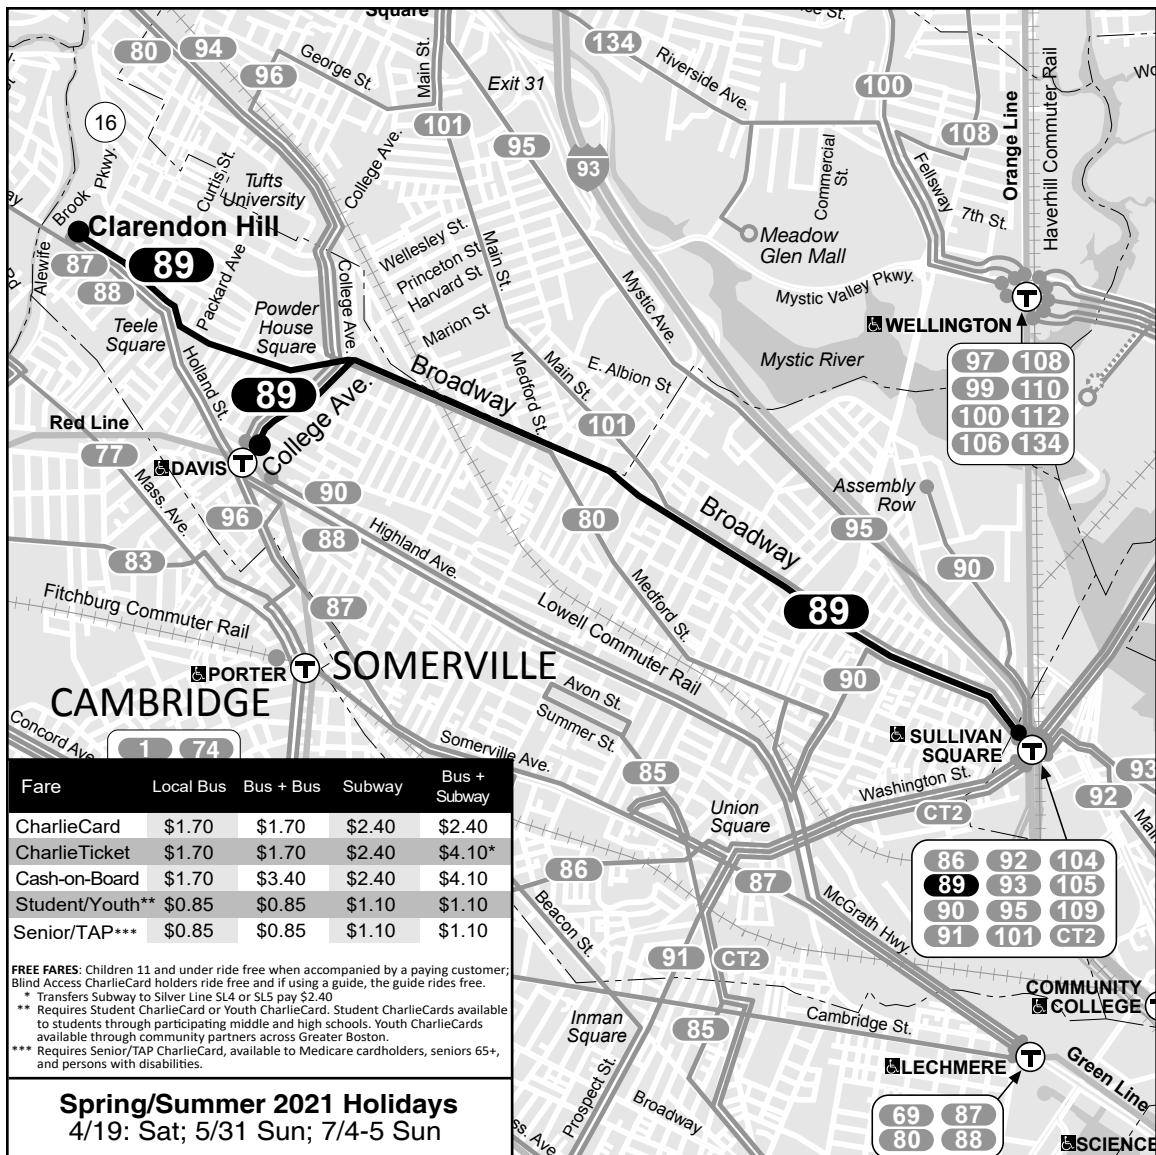 Square
80
94
96
George St.
Main St.
101
Exit 31
95
134
Riverside Ave.
ce St.
100
108
Orange Line
Haverhill Commuter Rail
Wo
16
Brook
Pkwy.
Curtis St.
Tufts
University
College Ave.
93
Commercial
St.
Fellsway
7th St.
ay
Clarendon Hill
89
87
88
Alewife
Rd
Packard Ave
Wellesley St.
Princeton St
Harvard St
Marion St
Main St.
Mystic Ave.
Meadow
Glen Mall
Mystic Valley Pkwy.
WELLINGTON
Mystic River
97 108
99 110
100 112
106 134
Teele
Square
Powder
House
Square
College Ave.
Holland St.
89
College Ave.
Broadway
Medford St.
Main St.
E. Albion St
101
Red Line
77
DAVIS
Mass. Ave.
96
90
88
Highland Ave.
80
Broadway
Assembly
Row
95
90
83
Fitchburg Commuter Rail
87
Medford St.
Lowell Commuter Rail
89
90
PORTER
SOMERVILLE
CAMBRIDGE
Concord Ave.
1 74
Avon St.
Summer St.
Somerville Ave.
85
SULLIVAN
SQUARE
Washington St.
CT2
93
92
Main
Union
Square
86
87
86 92 104
89 93 105
90 95 109
91 101 CT2
Beacon St.
McGrath Hwy.
91
CT2
COMMUNITY
COLLEGE
Inman
Square
85
Cambridge St.
LECHMERE
Green Line
Prospect St.
Broadway
69 87
80 88
ss. Ave
SCIENCE
Fare Local Bus Bus + Bus Subway Bus +
Subway
CharlieCard $1.70 $1.70 $2.40 $2.40
CharlieTicket $1.70 $1.70 $2.40 $4.10*
Cash-on-Board $1.70 $3.40 $2.40 $4.10
Student/Youth** $0.85 $0.85 $1.10 $1.10
Senior/TAP*** $0.85 $0.85 $1.10 $1.10
FREE FARES: Children 11 and under ride free when accompanied by a paying customer;
Blind Access CharlieCard holders ride free and if using a guide, the guide rides free.
* Transfers Subway to Silver Line SL4 or SL5 pay $2.40
** Requires Student CharlieCard or Youth CharlieCard. Student CharlieCards available
to students through participating middle and high schools. Youth CharlieCards
available through community partners across Greater Boston.
*** Requires Senior/TAP CharlieCard, available to Medicare cardholders, seniors 65+,
and persons with disabilities.
Spring/Summer 2021 Holidays
4/19: Sat; 5/31 Sun; 7/4-5 Sun